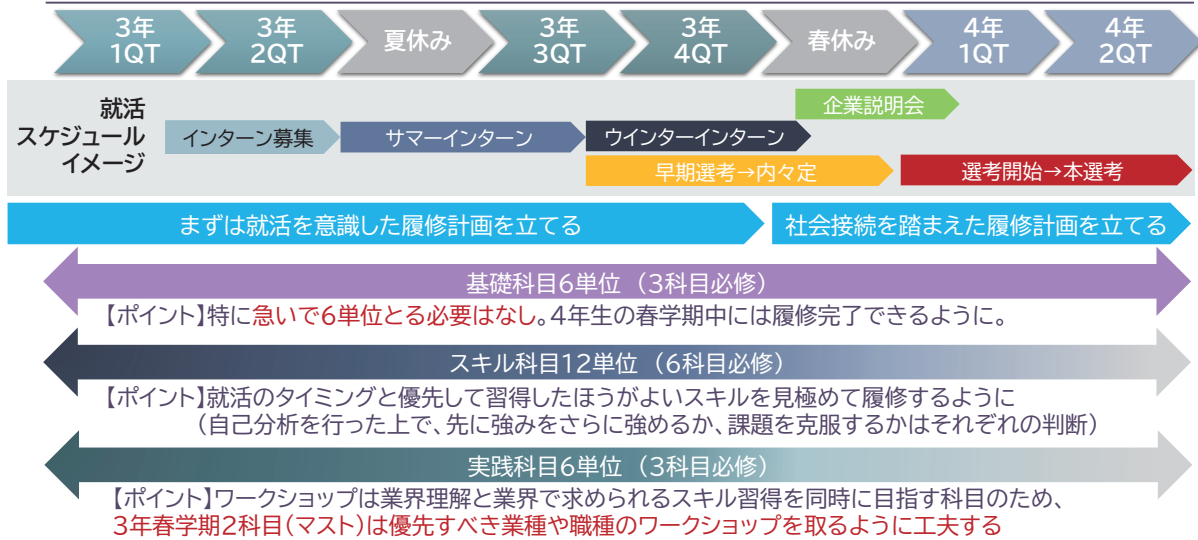 3年
1QT
3年
2QT
夏休み
3年
3QT
3年
4QT
春休み
4年
1QT
4年
2QT
就活
スケジュール
イメージ
企業説明会
インターン募集
サマーインターン
ウインターインターン
早期選考→内々定
選考開始→本選考
まずは就活を意識した履修計画を立てる
社会接続を踏まえた履修計画を立てる
基礎科目6単位（3科目必修）
【ポイント】特に急いで6単位とる必要はなし。4年生の春学期中には履修完了できるように。
スキル科目12単位（6科目必修）
【ポイント】就活のタイミングと優先して習得したほうがよいスキルを見極めて履修するように
（自己分析を行った上で、先に強みをさらに強めるか、課題を克服するかはそれぞれの判断）
実践科目6単位（3科目必修）
【ポイント】ワークショップは業界理解と業界で求められるスキル習得を同時に目指す科目のため、
3年春学期2科目（マスト）は優先すべき業種や職種のワークショップを取るように工夫する